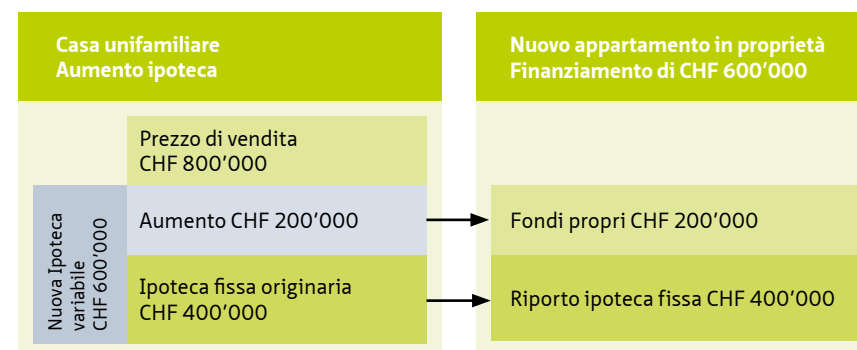 Casa unifamiliare
Aumento ipoteca
Nuovo appartamento in proprietà
Finanziamento di CHF 600’000
Prezzo di vendita
CHF 800’000
Nuova Ipoteca
variabile
CHF 600’000
Aumento CHF 200’000
Fondi propri CHF 200’000
Ipoteca fissa originaria
CHF 400’000
Riporto ipoteca fissa CHF 400’000